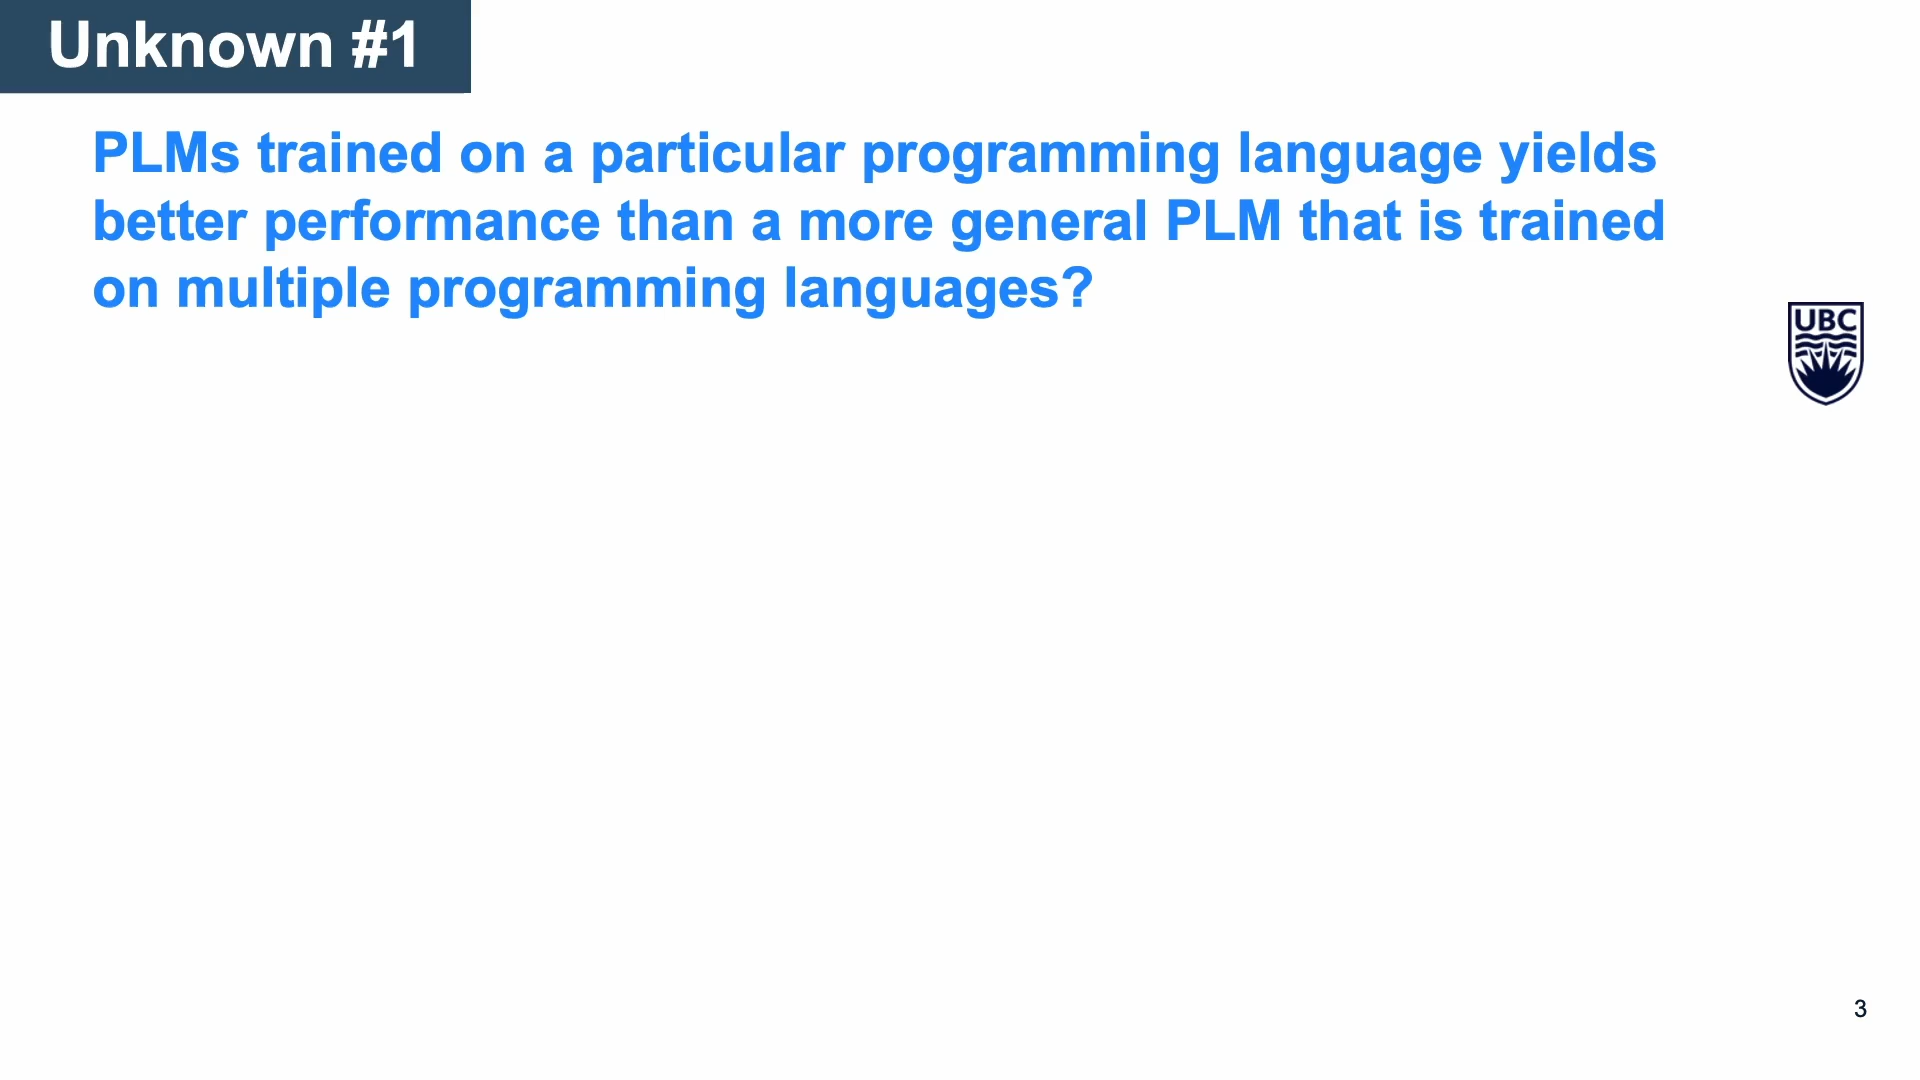 Unknown #1
PLMs trained on a particular programming language yields
better performance than a more general PLM that is trained
on multiple programming languages?
UBC
3